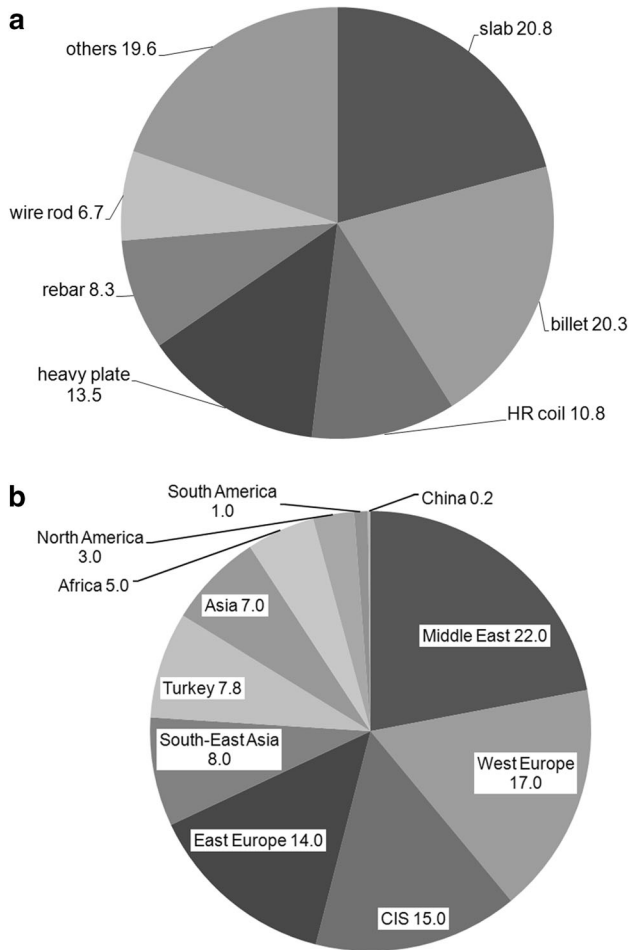 a
slab 20.8
billet 20.3
HR coil 10.8
heavy plate
13.5
rebar 8.3
wire rod 6.7
others 19.6
b
Middle East 22.0
West Europe
17.0
CIS 15.0
East Europe 14.0
South-East Asia
8.0
Turkey 7.8
Asia 7.0
Africa 5.0
North America
3.0
South America
1.0
China 0.2